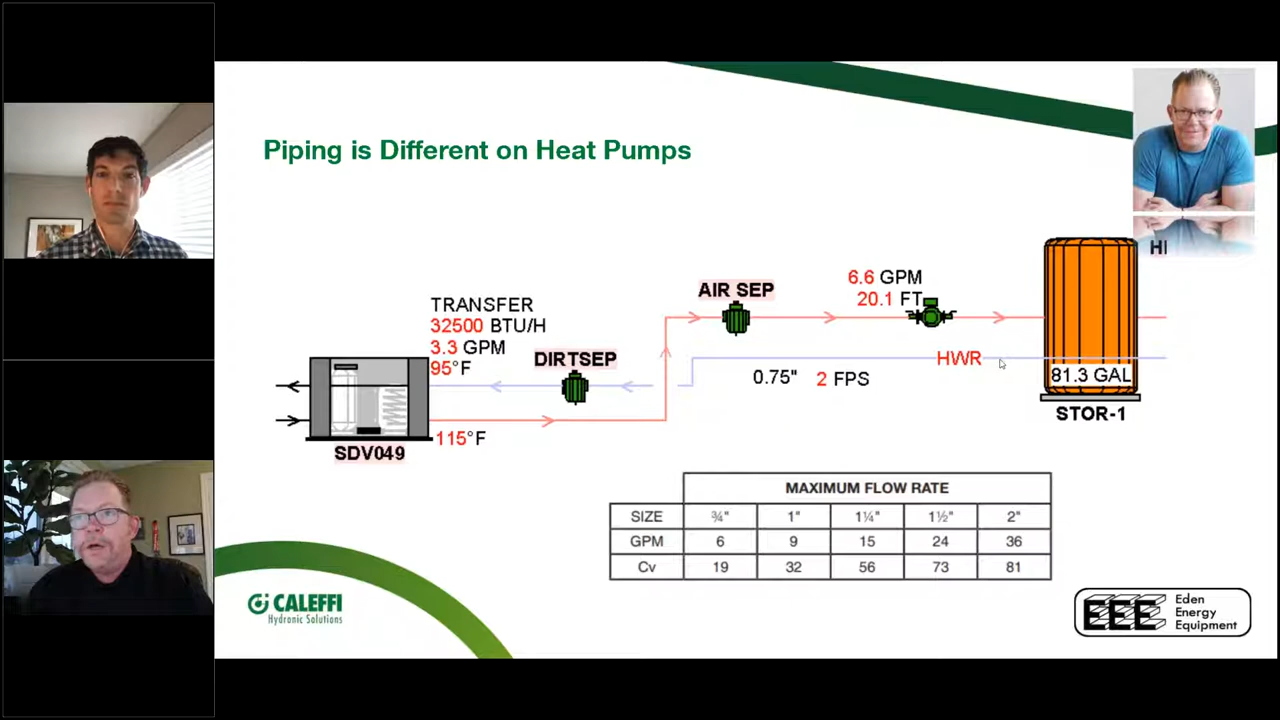 Piping is Different on Heat Pumps
TRANSFER
32500 BTU/H
3.3 GPM
95°F
115°F
SDV049
DIRTSEP
AIR SEP
6.6 GPM
20.1 FT
HWR
0.75" 2 FPS
81.3 GAL
STOR-1
MAXIMUM FLOW RATE
SIZE ¾" 1" 1¼" 1½" 2"
GPM 6 9 15 24 36
Cv 19 32 56 73 81
CALEFFI
Hydronic Solutions
EEE
Eden
Energy
Equipment